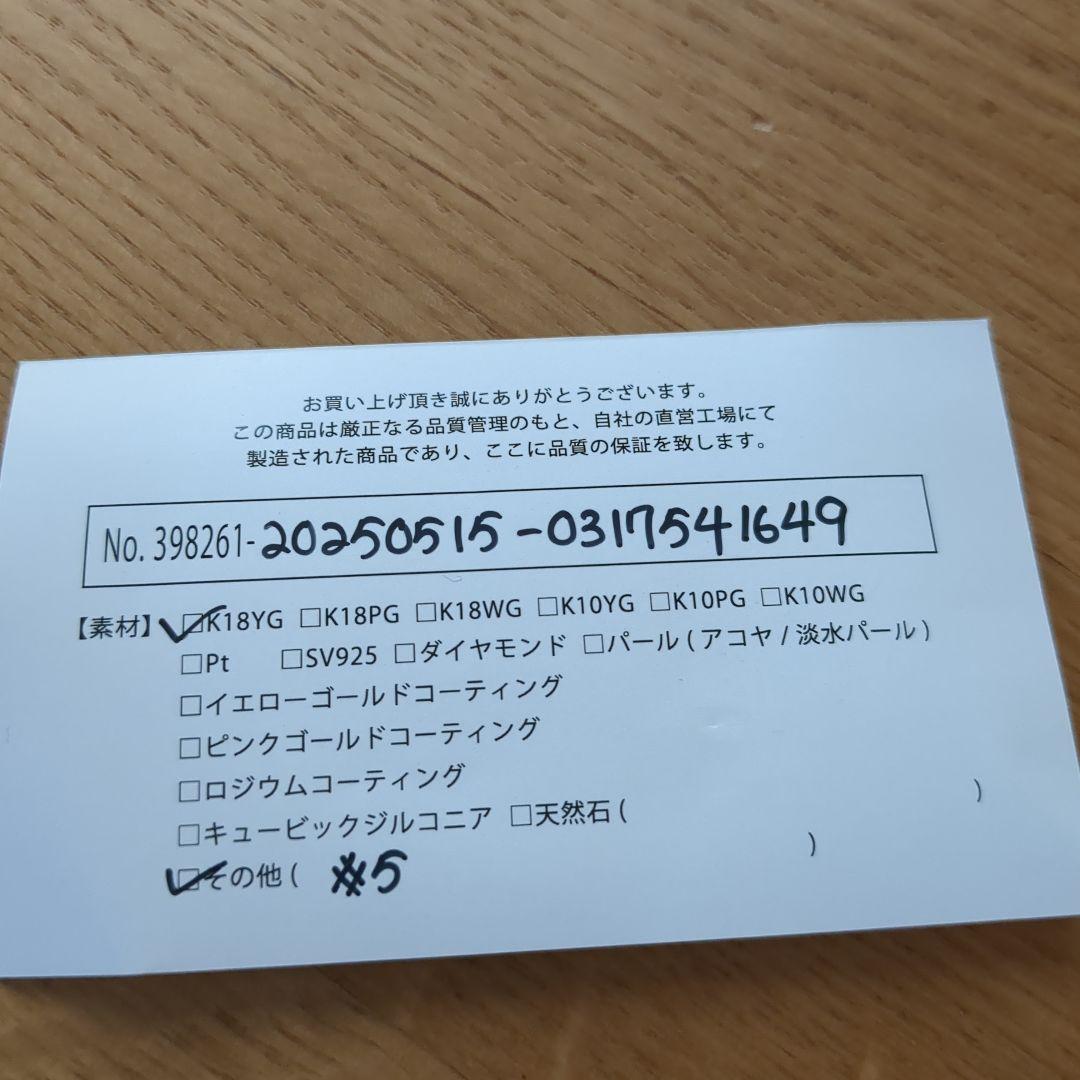 お買い上げ頂き誠にありがとうございます。
この商品は厳正なる品質管理のもと、自社の直営工場にて
製造された商品であり、ここに品質の保証を致します。
No. 398261-20250515-0317541649
【素材】☑K18YG □K18PG □K18WG □K10YG □K10PG □K10WG
□Pt □SV925 □ダイヤモンド □パール ( アコヤ / 淡水パール )
□イエローゴールドコーティング
□ピンクゴールドコーティング
□ロジウムコーティング
□キュービックジルコニア □天然石 ( )
☑その他 ( #5 )